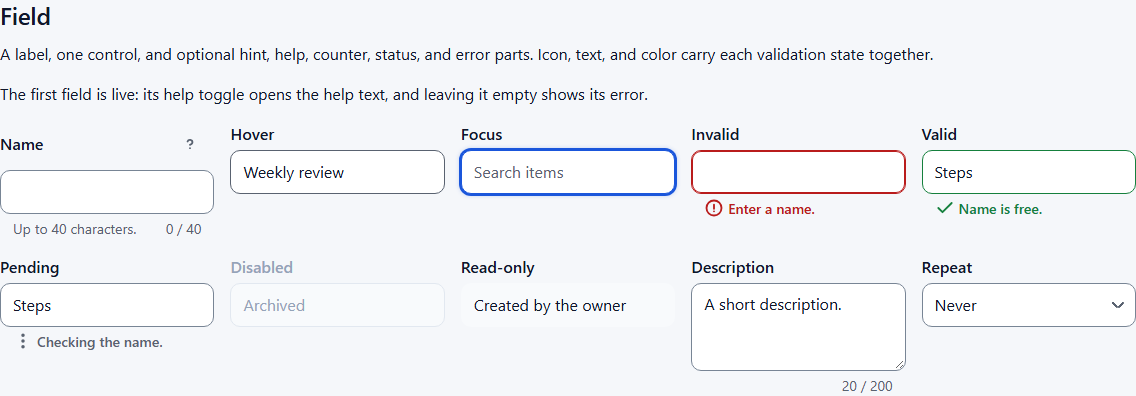 Field
A label, one control, and optional hint, help, counter, status, and error parts. Icon, text, and color carry each validation state together.
The first field is live: its help toggle opens the help text, and leaving it empty shows its error.
Name ?
Up to 40 characters. 0 / 40
Hover
Weekly review
Focus
Search items
Invalid
Enter a name.
Valid
Steps
Name is free.
Pending
Steps
Checking the name.
Disabled
Archived
Read-only
Created by the owner
Description
A short description.
20 / 200
Repeat
Never